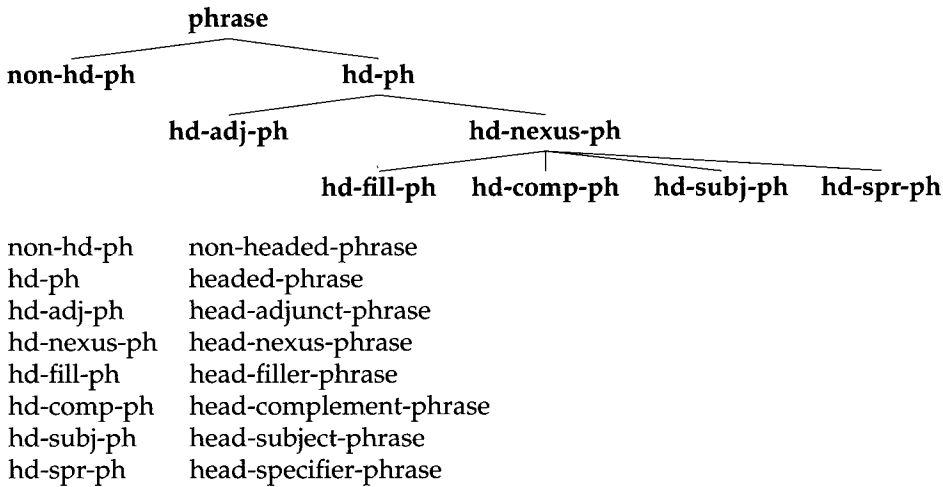 phrase
non-hd-ph hd-ph
hd-adj-ph hd-nexus-ph
hd-fill-ph hd-comp-ph hd-subj-ph hd-spr-ph
non-hd-ph non-headed-phrase
hd-ph headed-phrase
hd-adj-ph head-adjunct-phrase
hd-nexus-ph head-nexus-phrase
hd-fill-ph head-filler-phrase
hd-comp-ph head-complement-phrase
hd-subj-ph head-subject-phrase
hd-spr-ph head-specifier-phrase